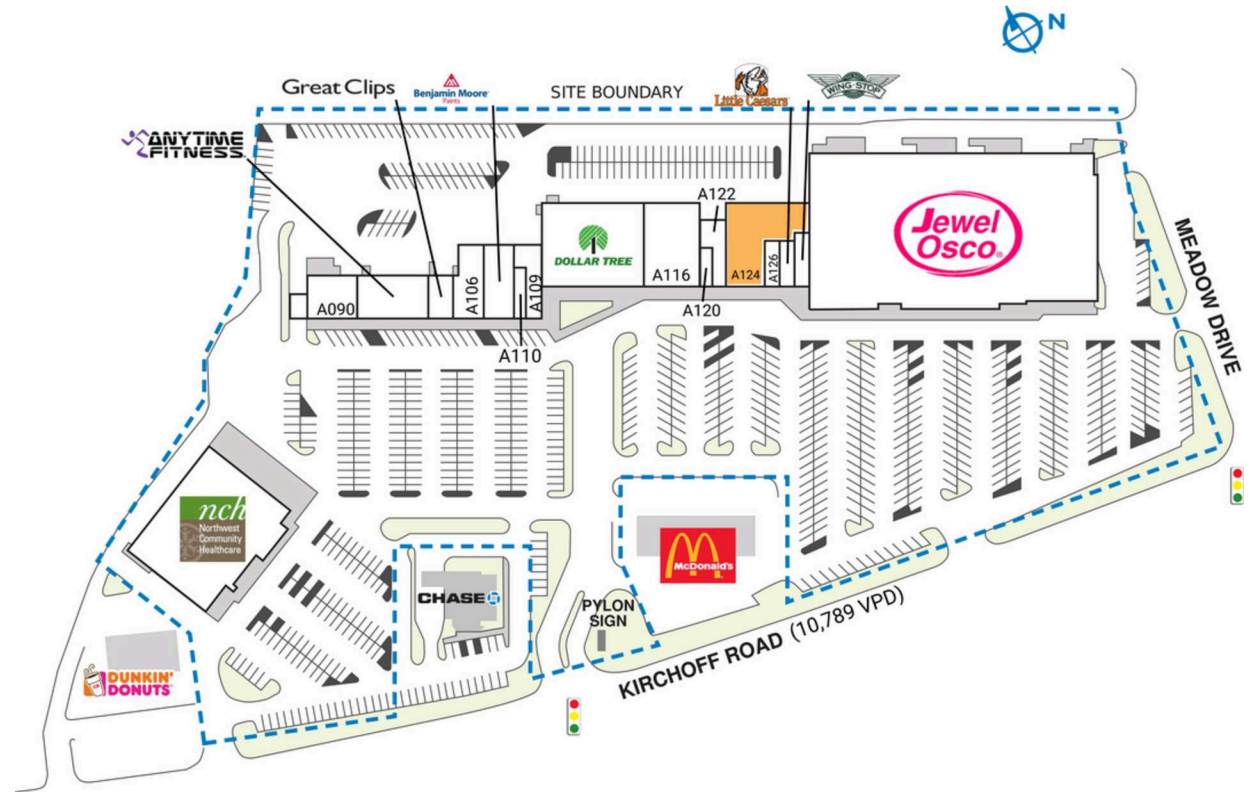 N
Great Clips
Benjamin Moore®
Paints
SITE BOUNDARY
Little Caesars
WING·STOP
ANYTIME
FITNESS
A122
Jewel
Osco®
DOLLAR TREE
A116
A124
A126
A090
A106
A109
A120
A110
MEADOW DRIVE
nch
Northwest
Community
Healthcare
McDonald's
CHASE
PYLON
SIGN
KIRCHOFF ROAD (10,789 VPD)
DUNKIN'
DONUTS